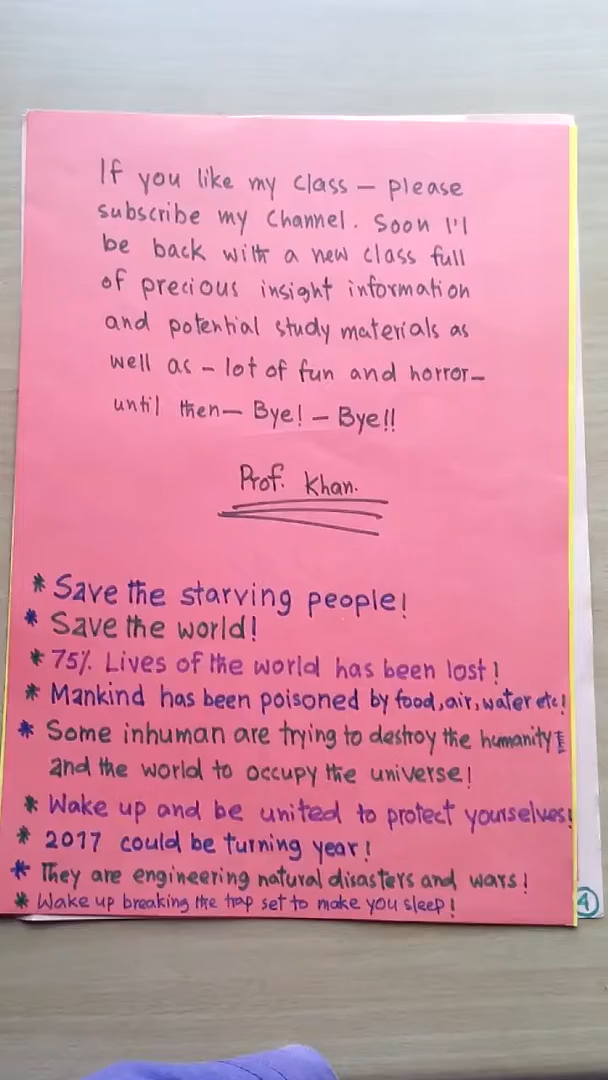 If you like my class – please
subscribe my Channel. Soon I'll
be back with a new class full
of precious insight information
and potential study materials as
well as – lot of fun and horror–
until then– Bye! – Bye!!
Prof. Khan.
* Save the starving people!
* Save the world!
* 75% Lives of the world has been lost!
* Mankind has been poisoned by food, air, water etc!
* Some inhuman are trying to destroy the humanity
and the world to occupy the universe!
* Wake up and be united to protect yourselves!
* 2017 could be turning year!
* They are engineering natural disasters and wars!
* Wake up breaking the trap set to make you sleep!
4